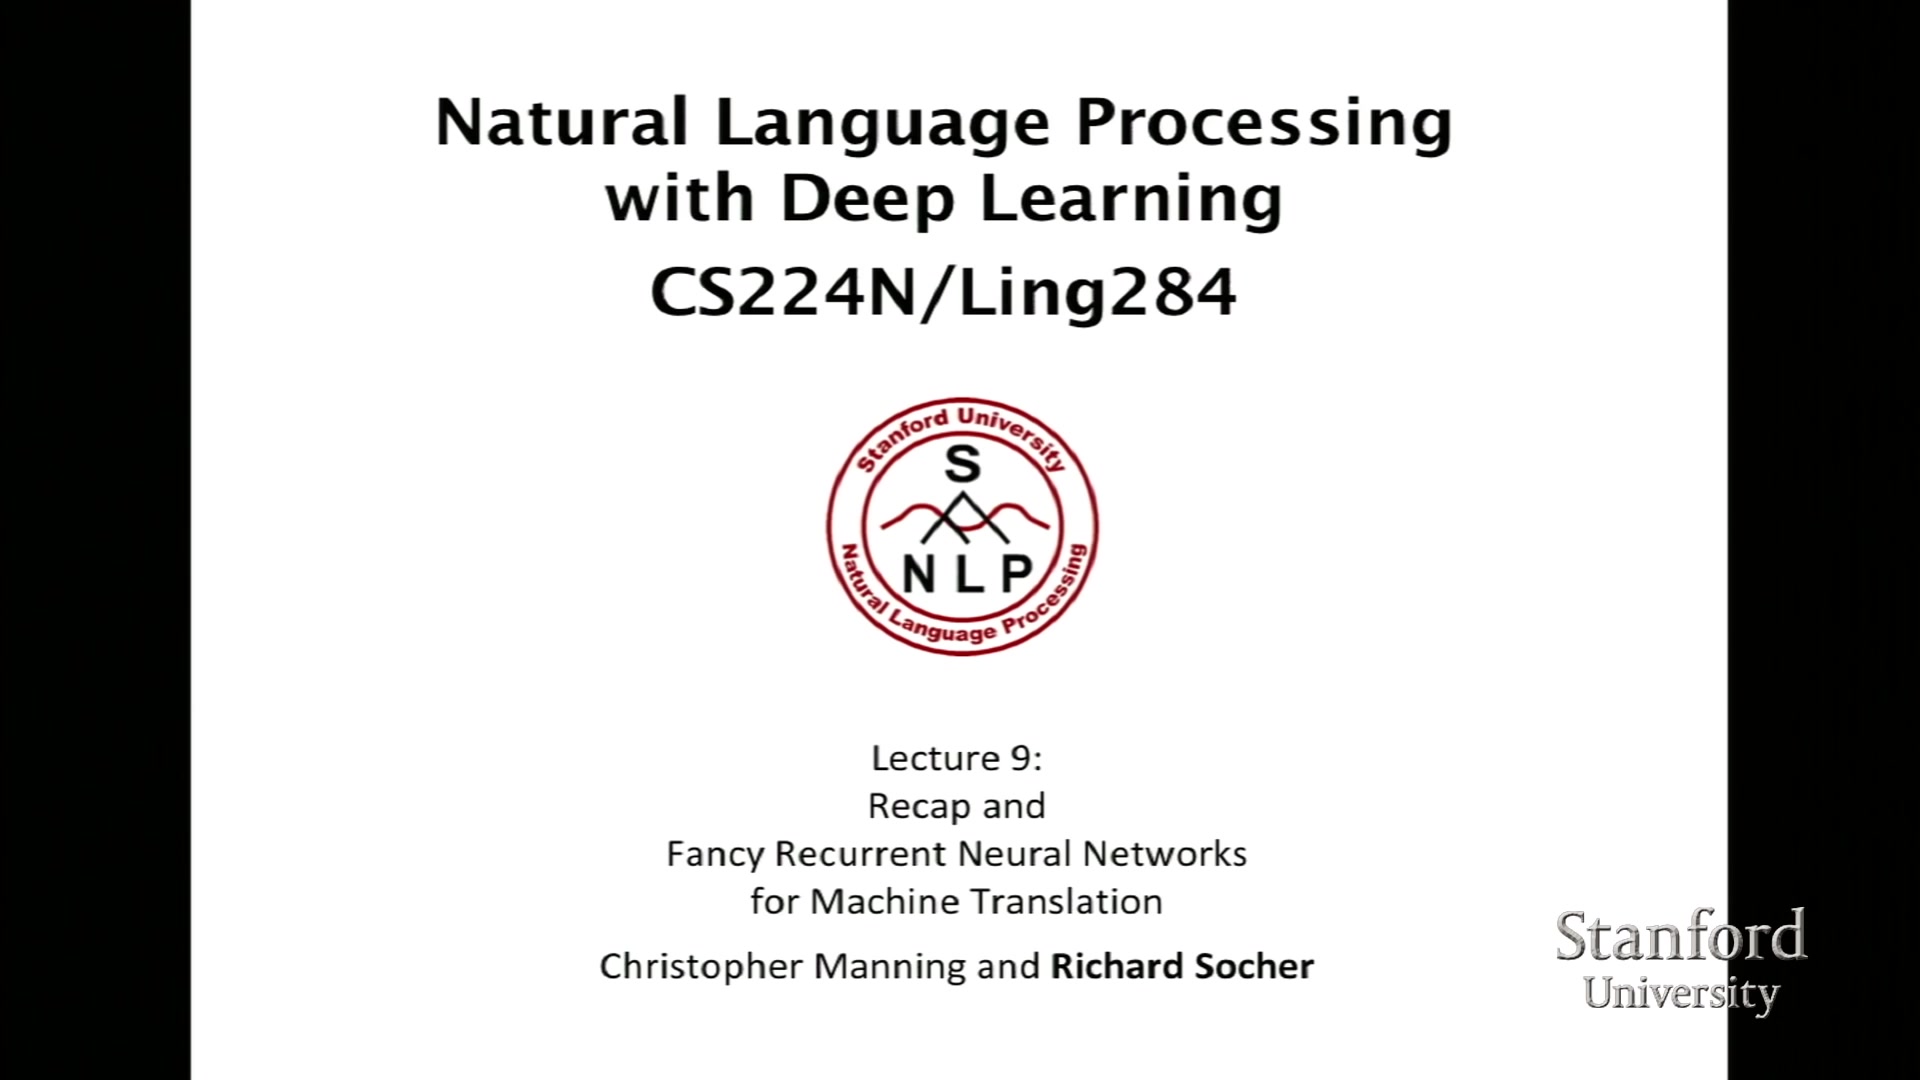 Natural Language Processing
with Deep Learning
CS224N/Ling284
Stanford University
S
N L P
Natural Language Processing
Lecture 9:
Recap and
Fancy Recurrent Neural Networks
for Machine Translation
Christopher Manning and Richard Socher
Stanford
University